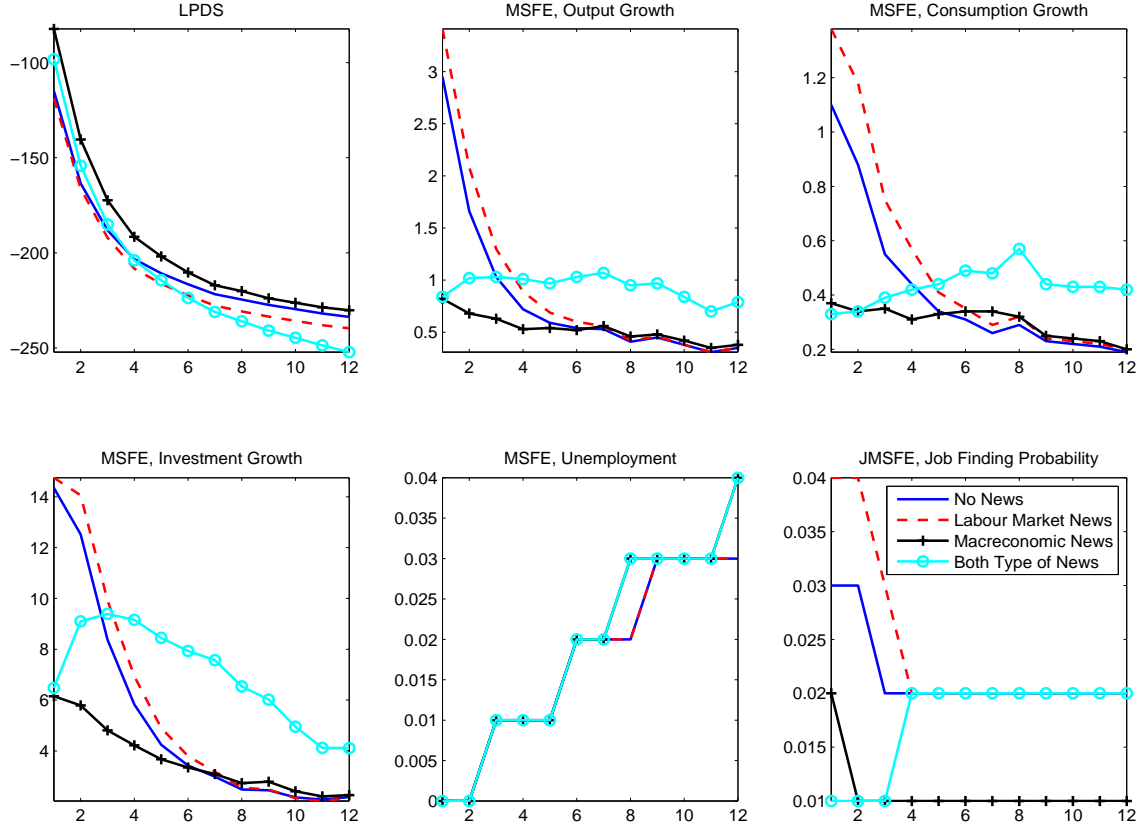 LPDS
−100
−150
−200
−250
2 4 6 8 10 12
MSFE, Output Growth
3
2.5
2
1.5
1
0.5
2 4 6 8 10 12
MSFE, Consumption Growth
1.2
1
0.8
0.6
0.4
0.2
2 4 6 8 10 12
MSFE, Investment Growth
14
12
10
8
6
4
2 4 6 8 10 12
MSFE, Unemployment
0.04
0.035
0.03
0.025
0.02
0.015
0.01
0.005
0
2 4 6 8 10 12
JMSFE, Job Finding Probability
0.04
0.035
0.03
0.025
0.02
0.015
0.01
2 4 6 8 10 12
No News
Labour Market News
Macreconomic News
Both Type of News